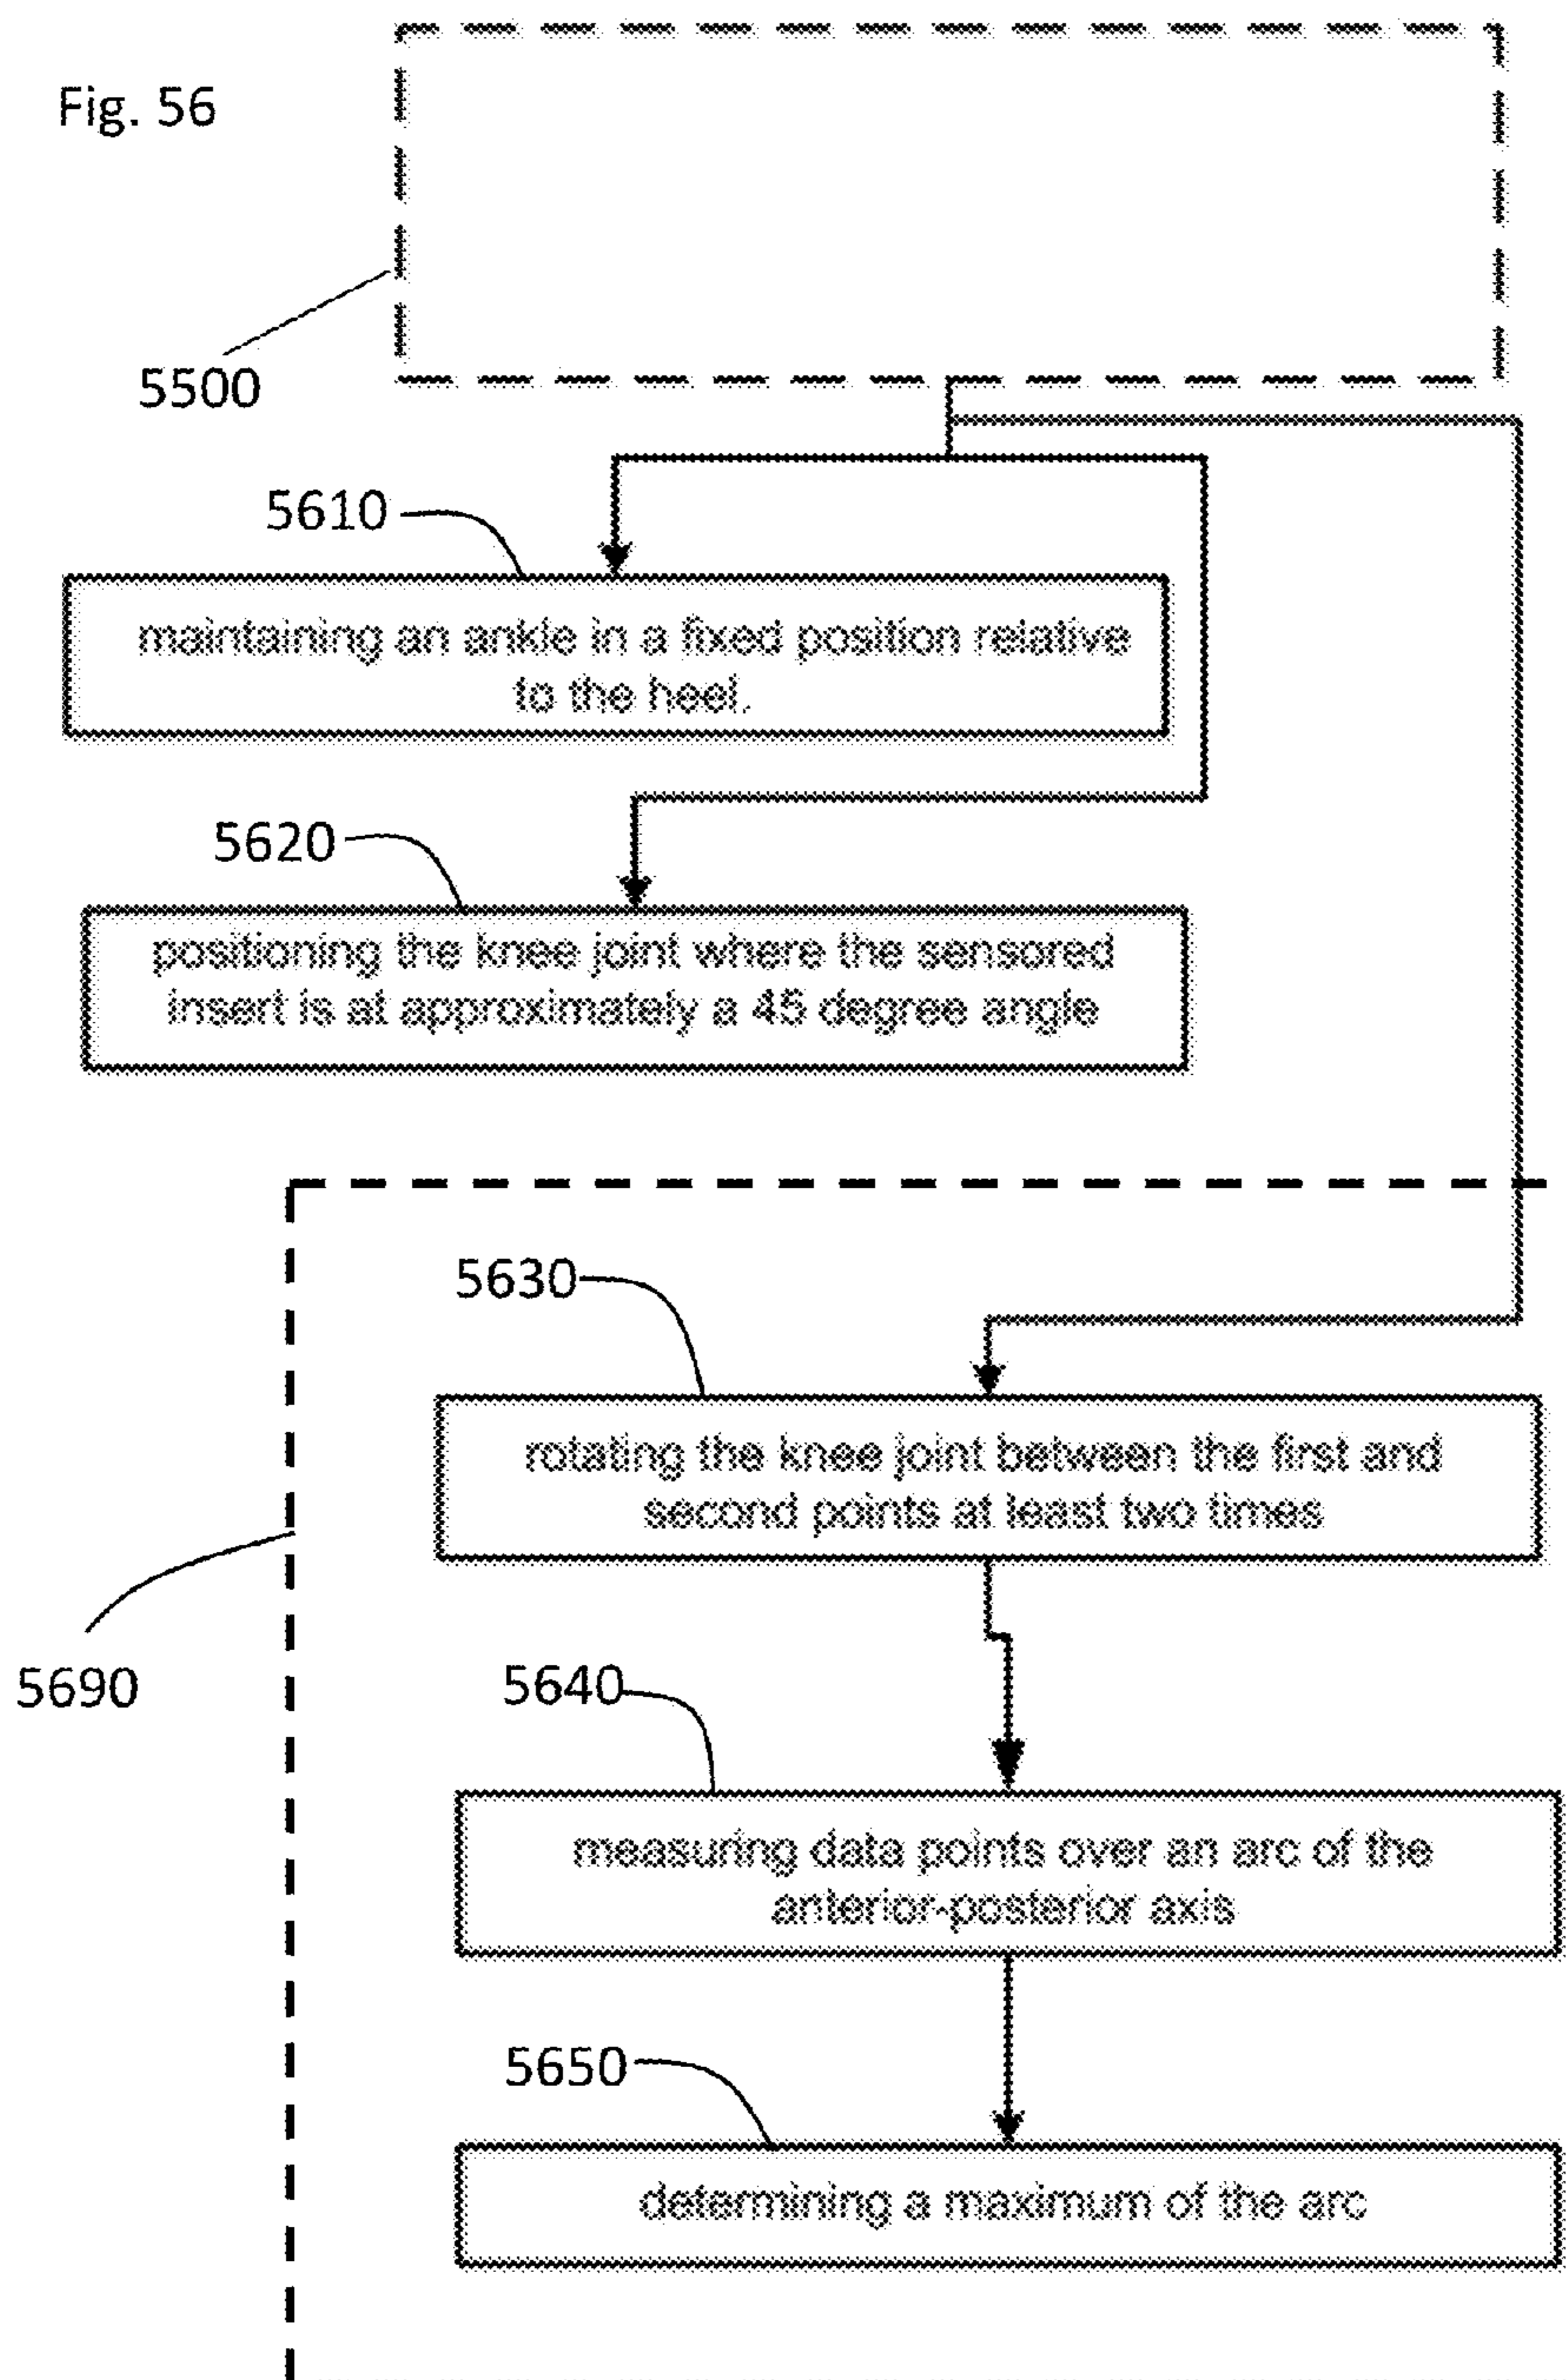 Fig. 56
5500
5610
maintaining an ankle in a fixed position relative
to the heel.
5620
positioning the knee joint where the sensored
insert is at approximately a 45 degree angle
5630
rotating the knee joint between the first and
second points at least two times
5690
5640
measuring data points over an arc of the
anterior-posterior axis
5650
determining a maximum of the arc